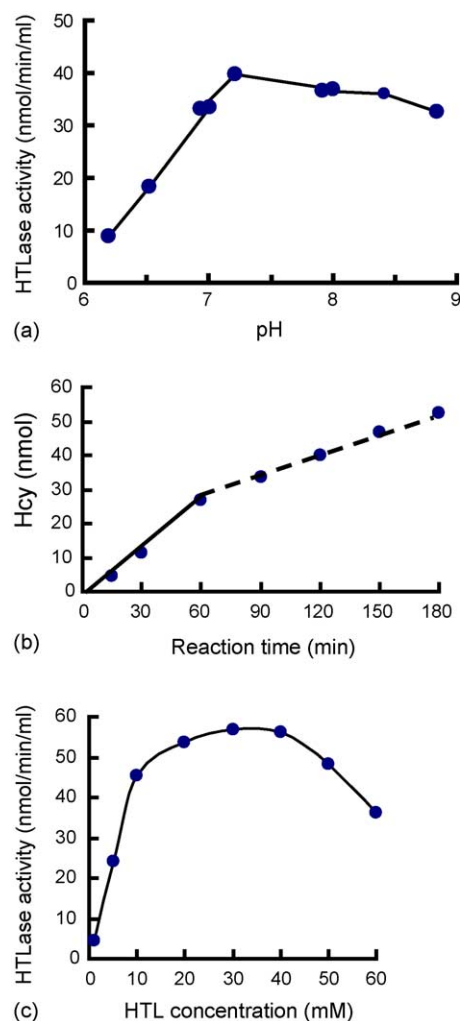 HTLase activity (nmol/min/ml)
50
40
30
20
10
0
6 7 8 9
pH
(a)
Hcy (nmol)
60
50
40
30
20
10
0
0 30 60 90 120 150 180
Reaction time (min)
(b)
HTLase activity (nmol/min/ml)
60
50
40
30
20
10
0
0 10 20 30 40 50 60
HTL concentration (mM)
(c)